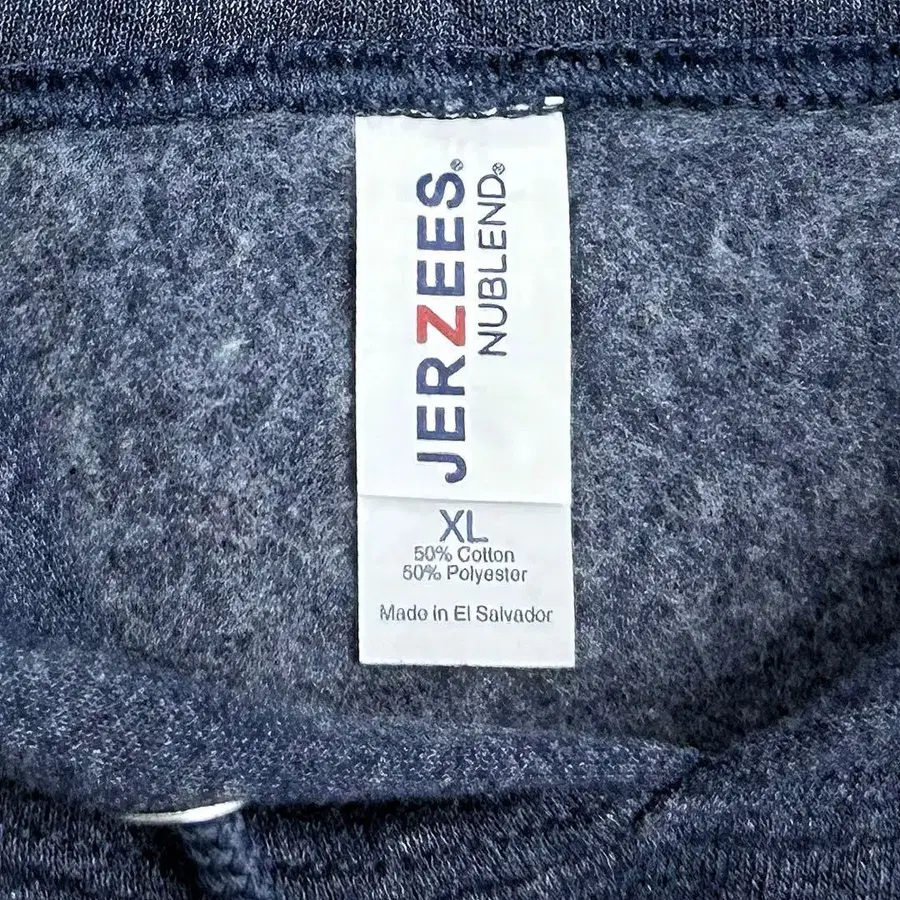 JERZEES®
NUBLEND®
XL
50% Cotton
50% Polyester
Made in El Salvador